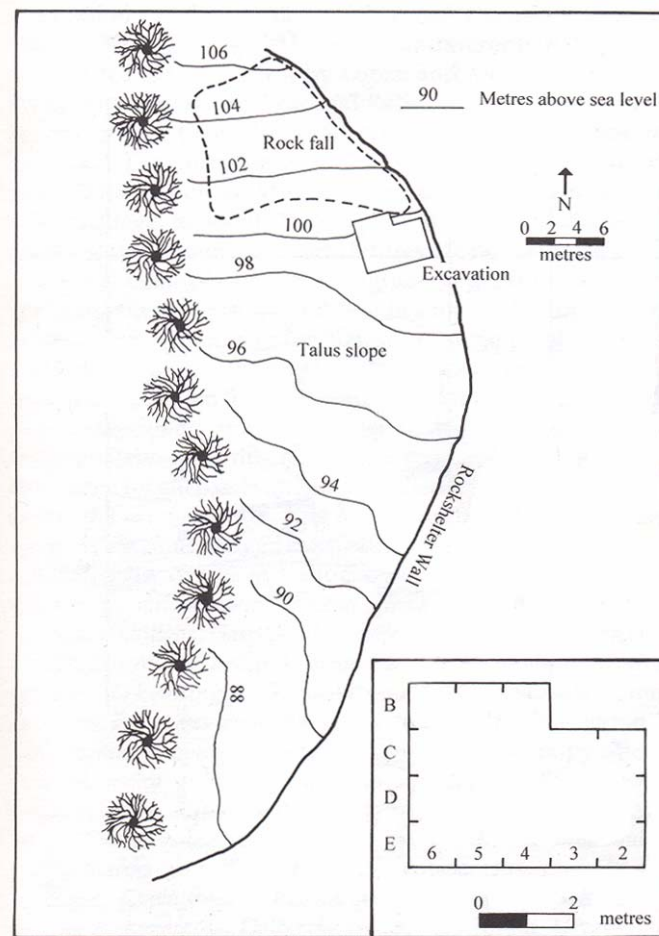 106
90
Metres above sea level
104
Rock fall
102
N
100
0 2 4 6
metres
98
Excavation
96
Talus slope
94
Rockshelter Wall
92
90
88
B
C
D
E
6 5 4 3 2
0 2
metres